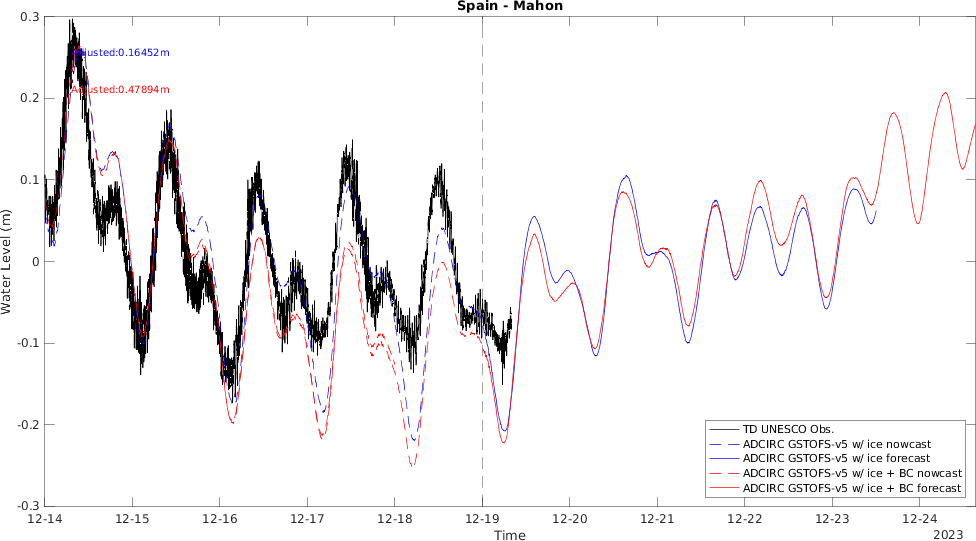 Spain - Mahon
0.3
0.2
0.1
0
-0.1
-0.2
-0.3
Water Level (m)
Adjusted:0.16452m
Adjusted:0.47894m
TD UNESCO Obs.
ADCIRC GSTOFS-v5 w/ ice nowcast
ADCIRC GSTOFS-v5 w/ ice forecast
ADCIRC GSTOFS-v5 w/ ice + BC nowcast
ADCIRC GSTOFS-v5 w/ ice + BC forecast
12-14 12-15 12-16 12-17 12-18 12-19 12-20 12-21 12-22 12-23 12-24
Time
2023